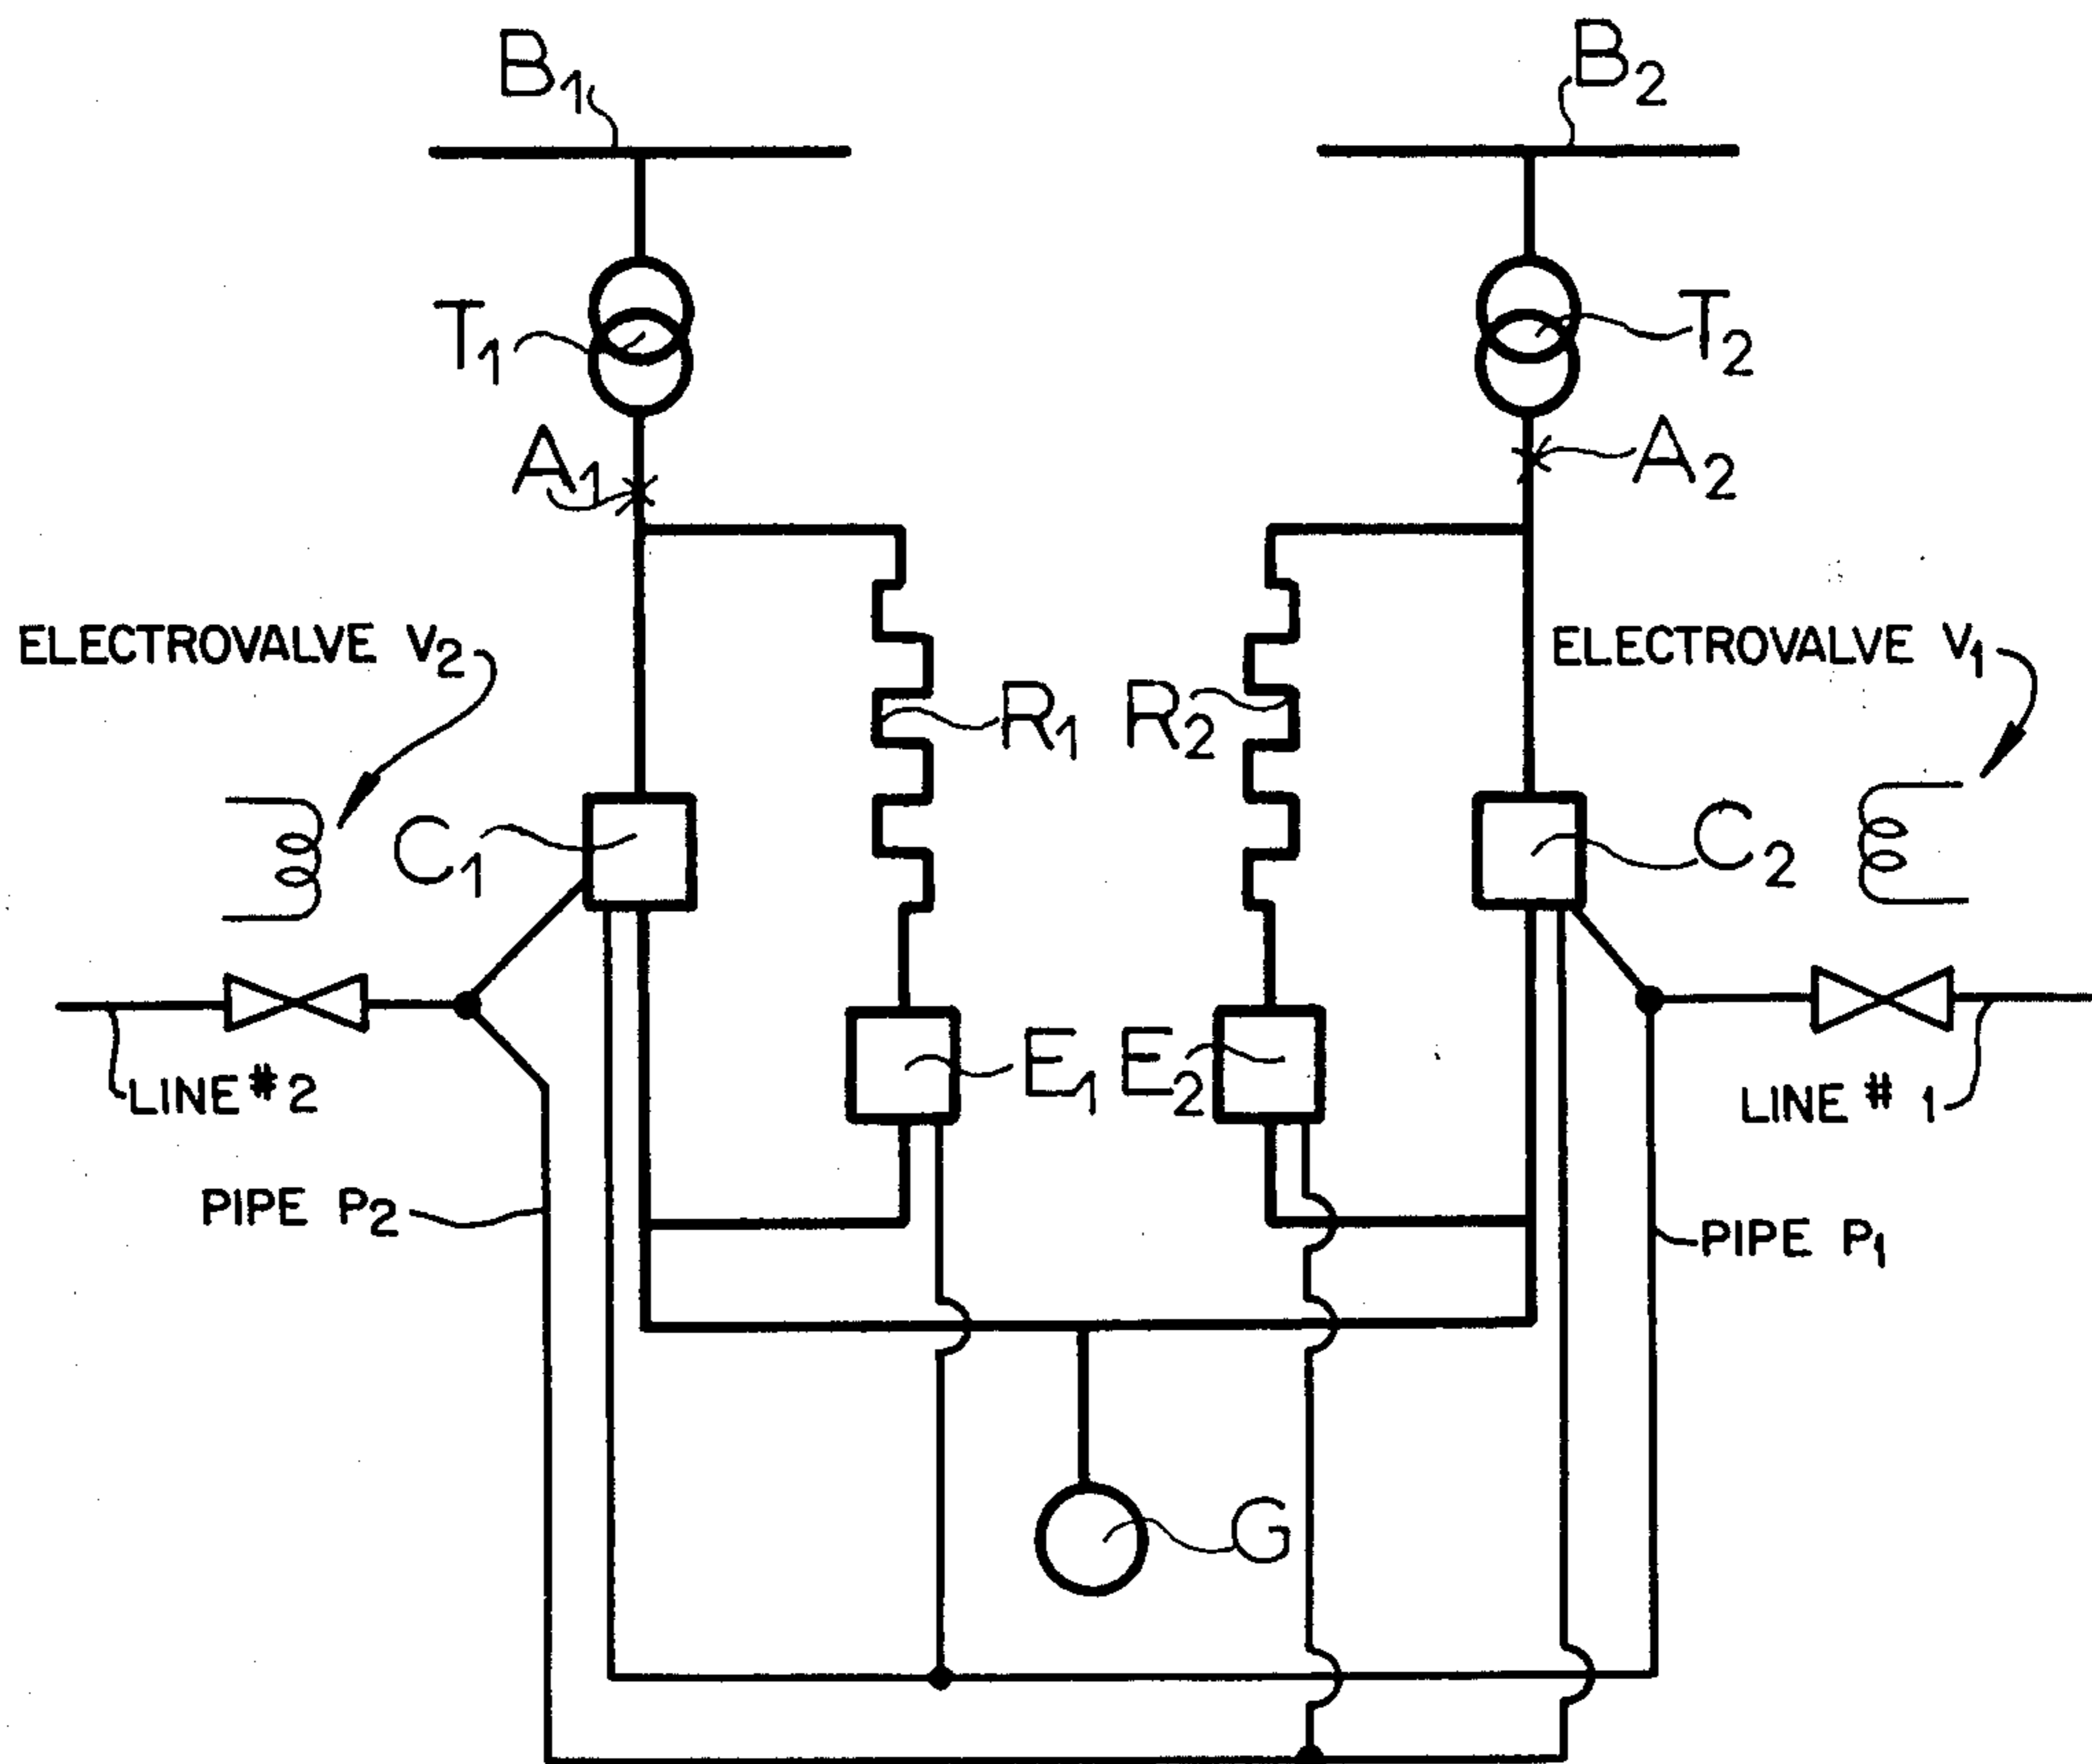 B1
B2
T1
T2
A1
A2
ELECTROVALVE V2
ELECTROVALVE V1
R1
R2
C1
C2
E1
E2
LINE #2
LINE # 1
PIPE P2
PIPE P1
G